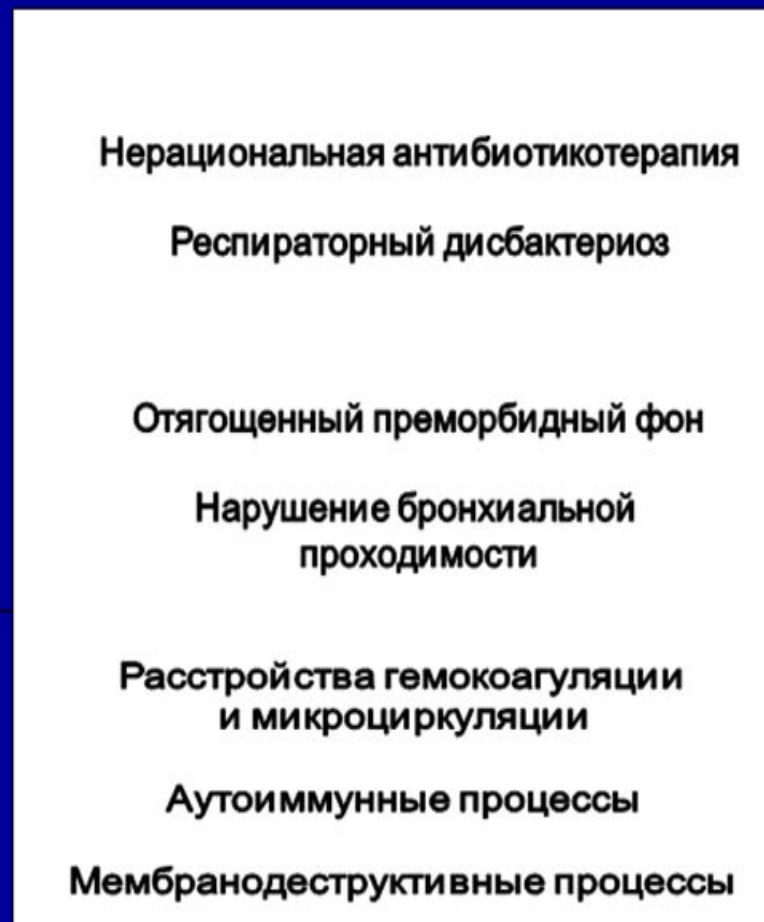 Нерациональная антибиотикотерапия
Респираторный дисбактериоз
Отягощенный преморбидный фон
Нарушение бронхиальной
проходимости
Расстройства гемокоагуляции
и микроциркуляции
Аутоиммунные процессы
Мембранодеструктивные процессы